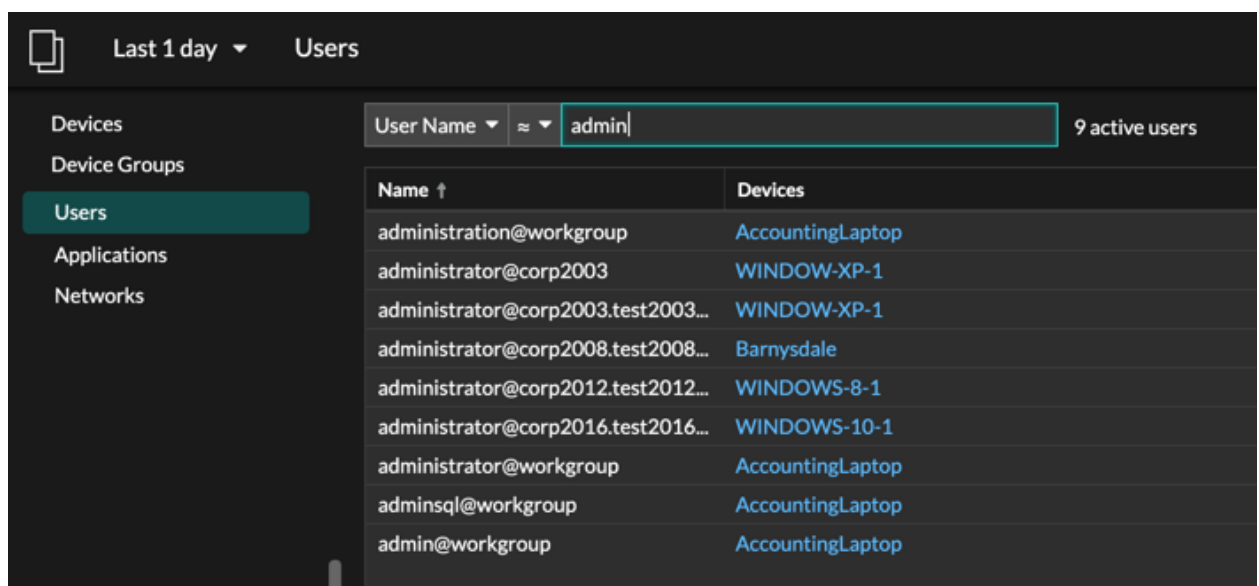 Last 1 day Users
Devices
Device Groups
Users
Applications
Networks
User Name ≈ admin 9 active users
Name ↑ Devices
administration@workgroup AccountingLaptop
administrator@corp2003 WINDOW-XP-1
administrator@corp2003.test2003... WINDOW-XP-1
administrator@corp2008.test2008... Barnysdale
administrator@corp2012.test2012... WINDOWS-8-1
administrator@corp2016.test2016... WINDOWS-10-1
administrator@workgroup AccountingLaptop
adminsql@workgroup AccountingLaptop
admin@workgroup AccountingLaptop